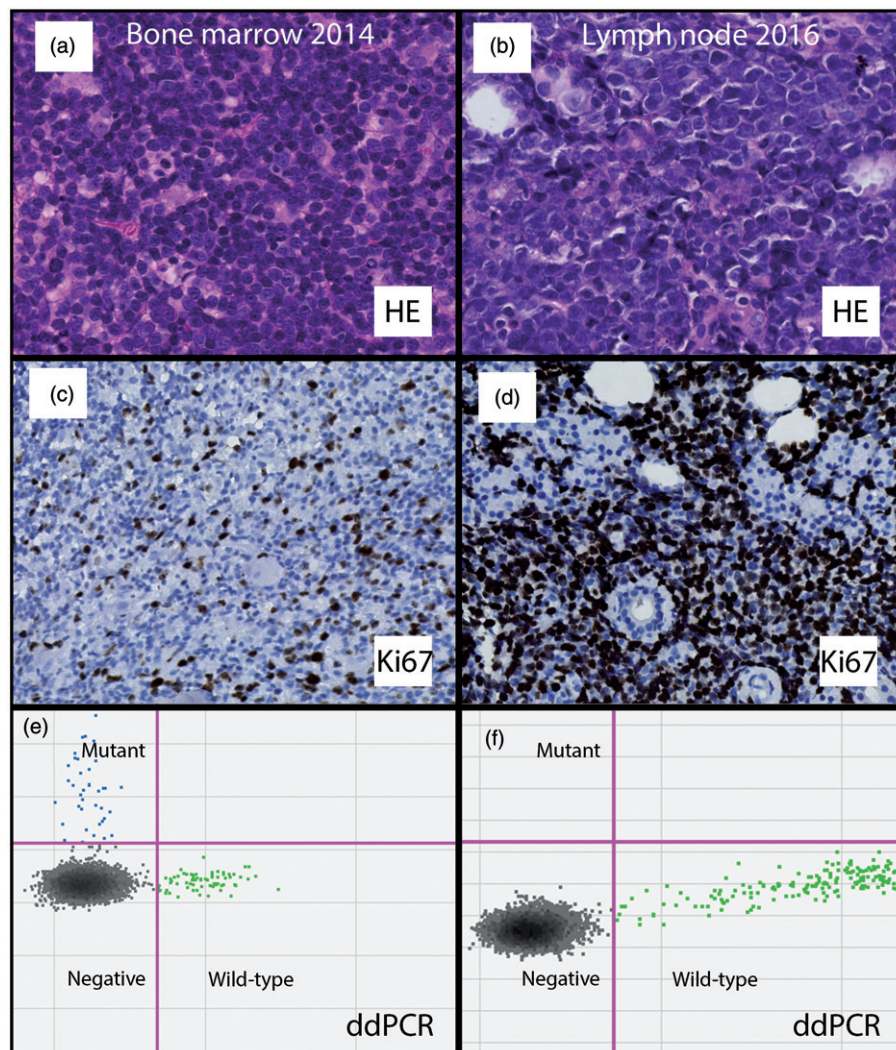 (a)
Bone marrow 2014
HE
(b)
Lymph node 2016
HE
(c)
Ki67
(d)
Ki67
(e)
Mutant
Negative
Wild-type
ddPCR
(f)
Mutant
Negative
Wild-type
ddPCR